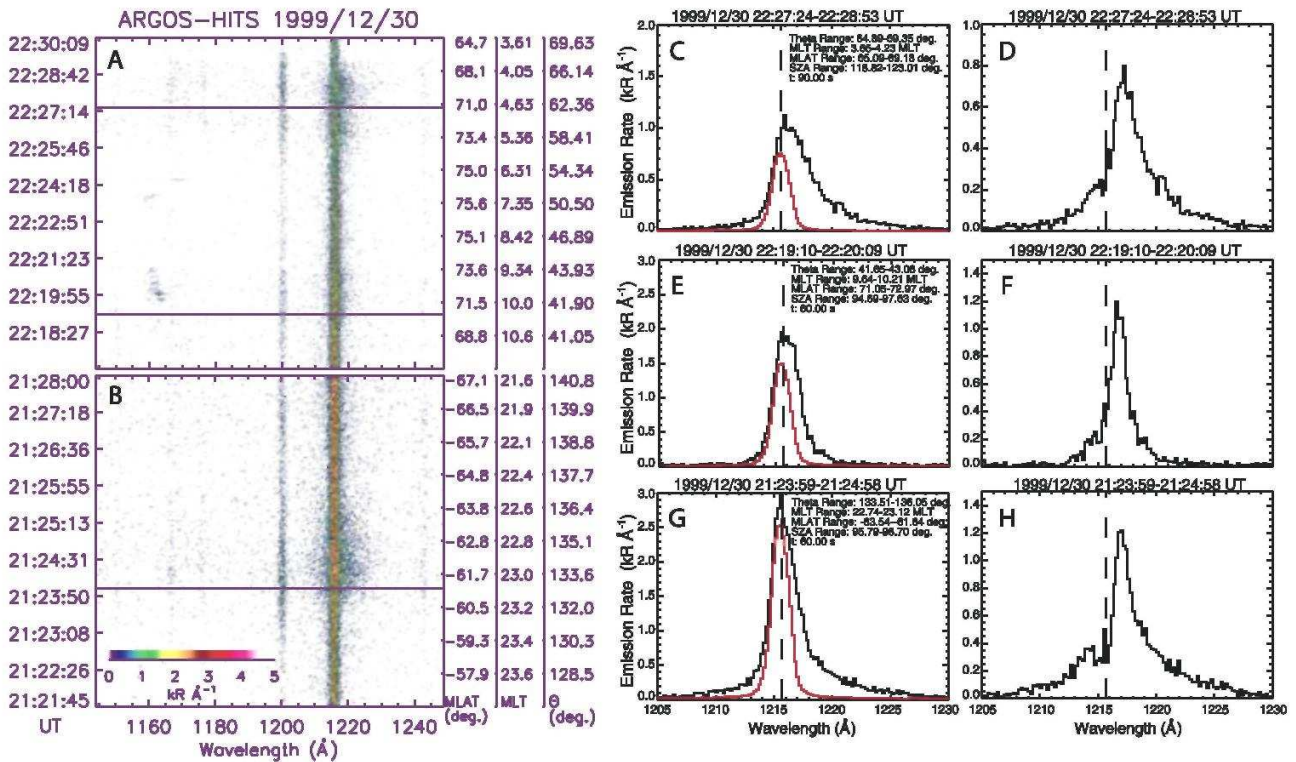 ARGOS-HITS 1999/12/30
A
22:30:09 64.7 3.61 69.63
22:28:42 68.1 4.05 66.14
22:27:14 71.0 4.63 62.36
22:25:46 73.4 5.36 58.41
22:24:18 75.0 6.31 54.34
22:22:51 75.6 7.35 50.50
22:21:23 75.1 8.42 46.89
22:19:55 73.6 9.34 43.93
22:18:27 71.5 10.0 41.90
68.8 10.6 41.05
B
21:28:00 -67.1 21.6 140.8
21:27:18 -66.5 21.9 139.9
21:26:36 -65.7 22.1 138.8
21:25:55 -64.8 22.4 137.7
21:25:13 -63.8 22.6 136.4
21:24:31 -62.8 22.8 135.1
21:23:50 -61.7 23.0 133.6
21:23:08 -60.5 23.2 132.0
21:22:26 -59.3 23.4 130.3
21:21:45 -57.9 23.6 128.5
0 1 2 3 4 5
kR Å⁻¹
MLAT MLT θ
(deg.) (deg.)
UT 1160 1180 1200 1220 1240
Wavelength (Å)
1999/12/30 22:27:24-22:28:53 UT
C
Theta Range: 64.89-69.35 deg.
MLT Range: 3.66-4.23 MLT
MLAT Range: 65.09-69.18 deg.
SZA Range: 118.82-123.01 deg.
t: 90.00 s
2.0
1.5
1.0
0.5
0.0
Emission Rate (kR Å⁻¹)
1999/12/30 22:27:24-22:28:53 UT
D
1.0
0.8
0.6
0.4
0.2
0.0
1999/12/30 22:19:10-22:20:09 UT
E
Theta Range: 41.65-43.06 deg.
MLT Range: 9.64-10.21 MLT
MLAT Range: 71.05-72.97 deg.
SZA Range: 94.69-97.63 deg.
t: 60.00 s
3.0
2.5
2.0
1.5
1.0
0.5
0.0
Emission Rate (kR Å⁻¹)
1999/12/30 22:19:10-22:20:09 UT
F
1.4
1.2
1.0
0.8
0.6
0.4
0.2
0.0
1999/12/30 21:23:59-21:24:58 UT
G
Theta Range: 133.51-136.05 deg.
MLT Range: 22.74-23.12 MLT
MLAT Range: -63.54--61.84 deg.
SZA Range: 95.79-98.70 deg.
t: 60.00 s
3.0
2.5
2.0
1.5
1.0
0.5
0.0
Emission Rate (kR Å⁻¹)
1205 1210 1215 1220 1225 1230
Wavelength (Å)
1999/12/30 21:23:59-21:24:58 UT
H
1.4
1.2
1.0
0.8
0.6
0.4
0.2
0.0
1205 1210 1215 1220 1225 1230
Wavelength (Å)